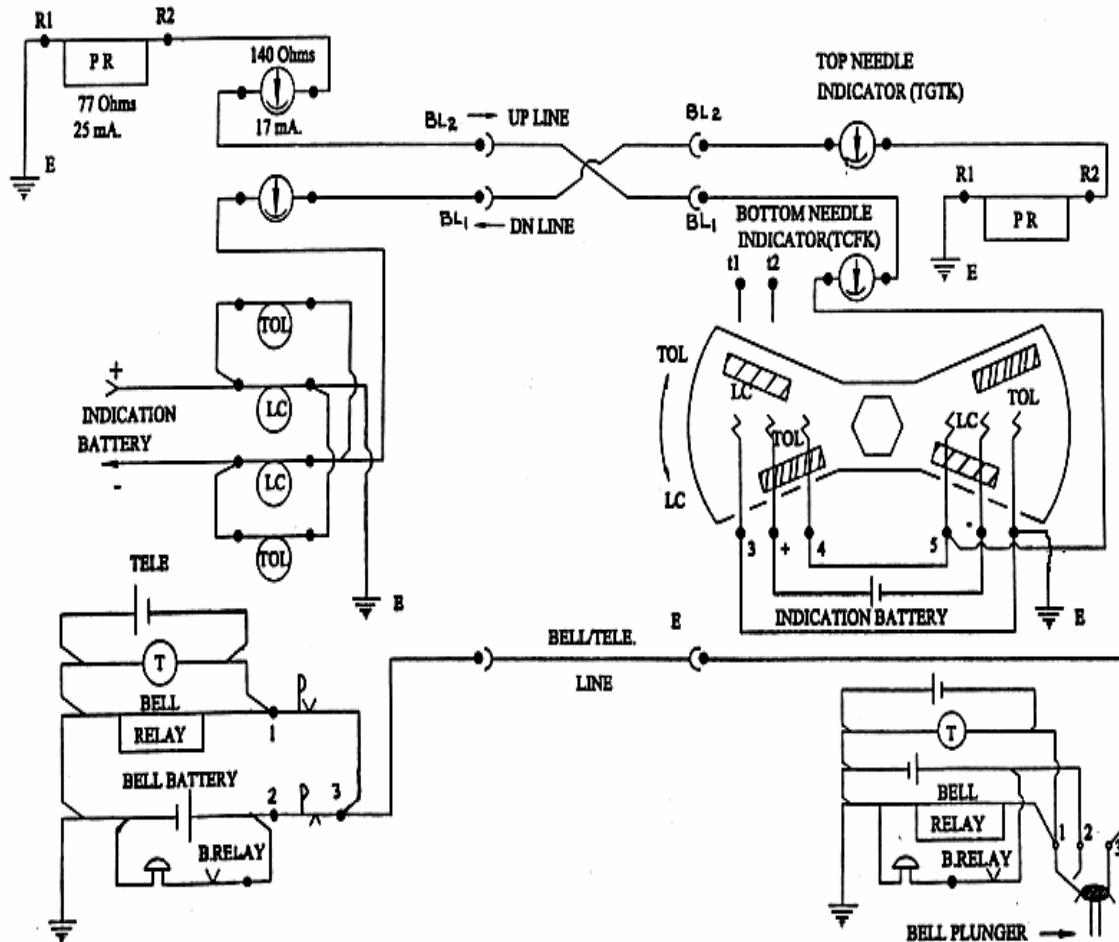 R1
R2
P R
77 Ohms
25 mA.
E
140 Ohms
17 mA.
BL2 → UP LINE
BL1 ← DN LINE
BL2
BL1
TOP NEEDLE
INDICATOR (TGTK)
R1
R2
P R
E
BOTTOM NEEDLE
INDICATOR(TCFK)
t1
t2
TOL
LC
+
INDICATION
BATTERY
-
LC
TOL
E
TOL
LC
LC
TOL
TOL
LC
3
+
4
5
-
INDICATION BATTERY
E
TELE
T
BELL
RELAY
1
BELL BATTERY
2
3
B.RELAY
BELL/TELE.
LINE
E
T
BELL
RELAY
B.RELAY
1
2
3
BELL PLUNGER →